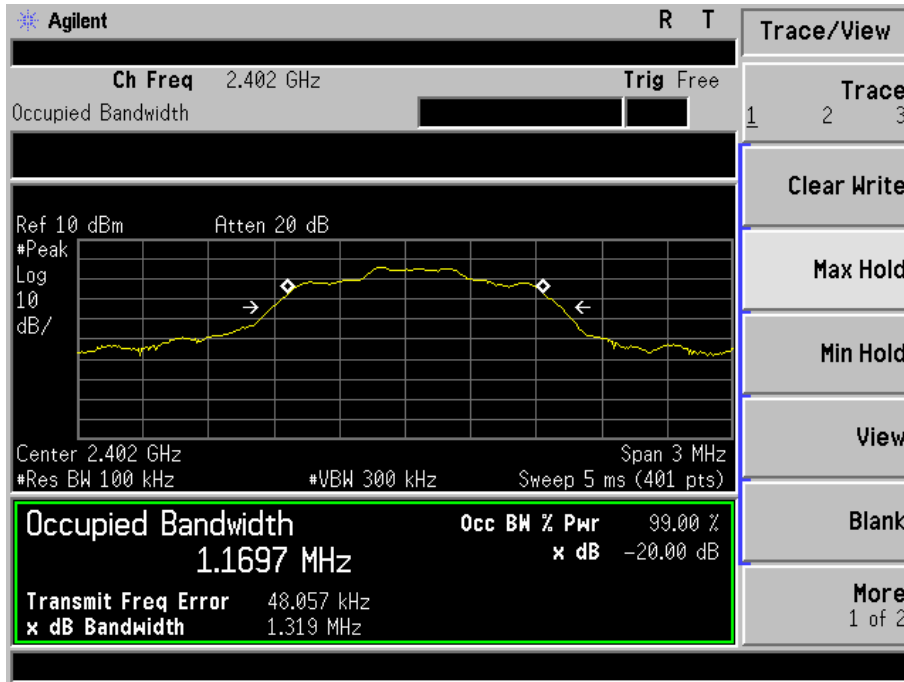 Agilent R T
Ch Freq 2.402 GHz Trig Free
Occupied Bandwidth
Ref 10 dBm Atten 20 dB
#Peak
Log
10
dB/
Center 2.402 GHz Span 3 MHz
#Res BW 100 kHz #VBW 300 kHz Sweep 5 ms (401 pts)
Occupied Bandwidth Occ BW % Pwr 99.00 %
1.1697 MHz x dB -20.00 dB
Transmit Freq Error 48.057 kHz
x dB Bandwidth 1.319 MHz
Trace/View
Trace
1 2 3
Clear Write
Max Hold
Min Hold
View
Blank
More
1 of 2